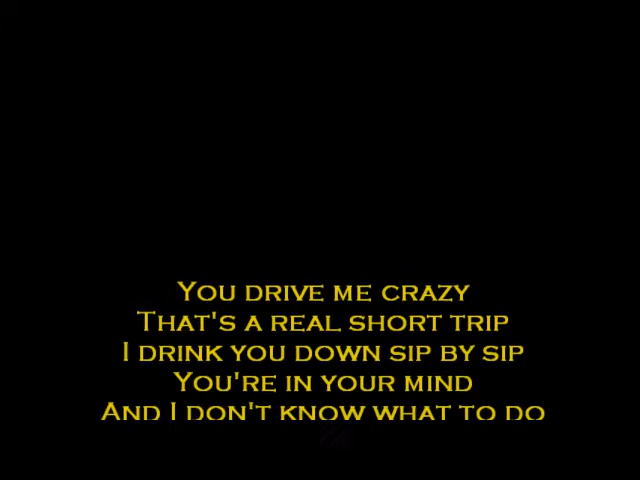 You drive me crazy
That's a real short trip
I drink you down sip by sip
You're in your mind
And I don't know what to do